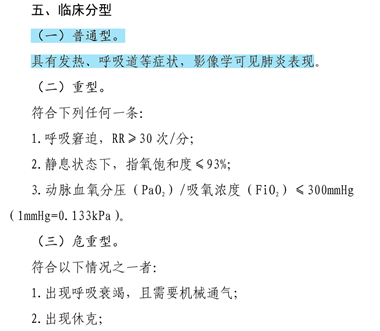 五、临床分型
（一）普通型。
具有发热、呼吸道等症状，影像学可见肺炎表现。
（二）重型。
符合下列任何一条：
1.呼吸窘迫，RR≥30 次/分；
2.静息状态下，指氧饱和度≤93%；
3.动脉血氧分压（PaO₂）/吸氧浓度（FiO₂）≤300mmHg
（1mmHg=0.133kPa）。
（三）危重型。
符合以下情况之一者：
1.出现呼吸衰竭，且需要机械通气；
2.出现休克；